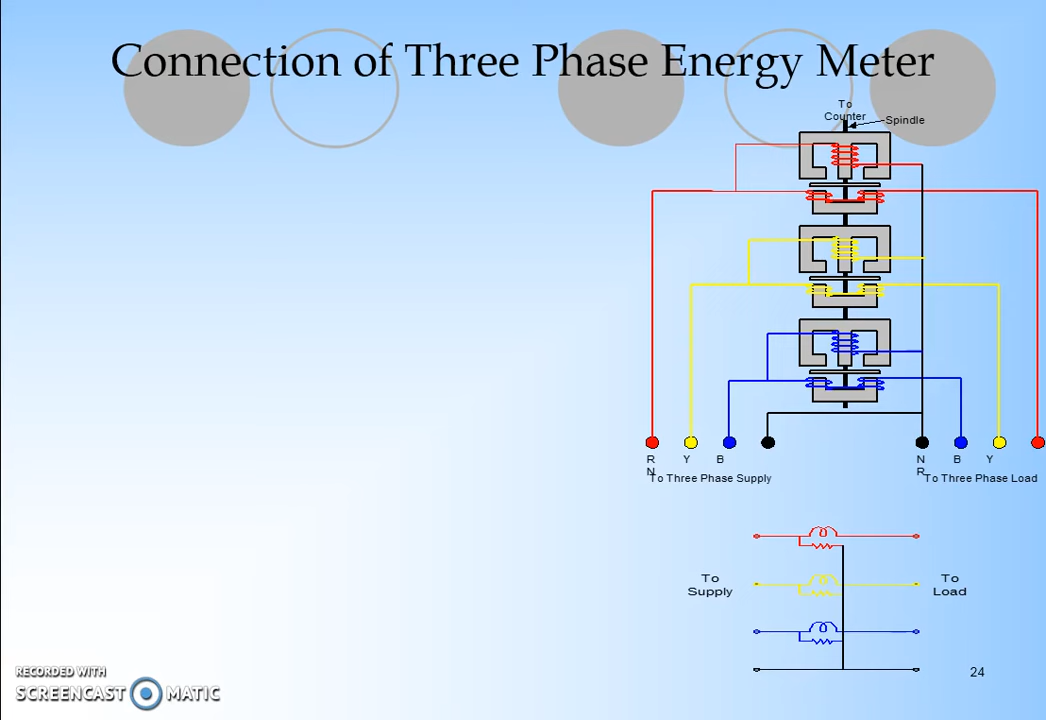 Connection of Three Phase Energy Meter
To
Counter
Spindle
R Y B
N
N B Y
R
To Three Phase Supply
To Three Phase Load
To
Supply
To
Load
24
RECORDED WITH
SCREENCAST MATIC